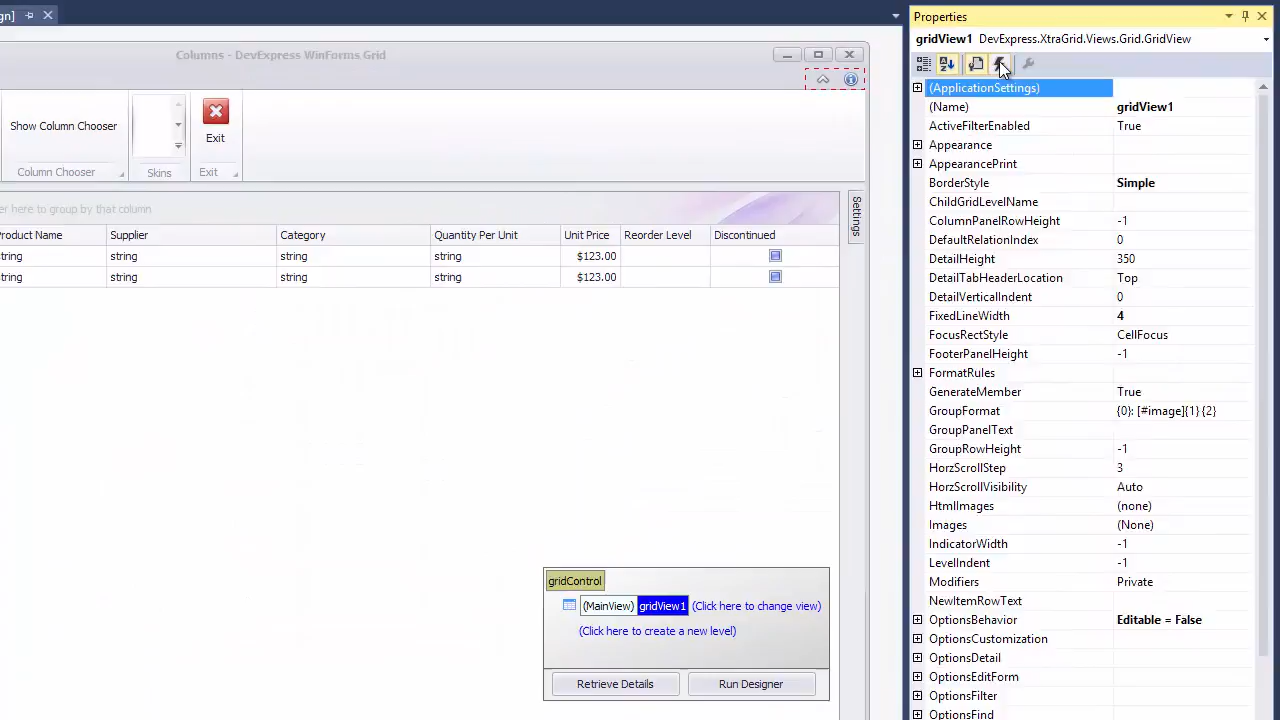 gn]
Columns - DevExpress WinForms Grid
Show Column Chooser
Exit
Column Chooser
Skins
Exit
er here to group by that column
Settings
Product Name Supplier Category Quantity Per Unit Unit Price Reorder Level Discontinued
string string string string $123.00
string string string string $123.00
gridControl
(MainView) gridView1 (Click here to change view)
(Click here to create a new level)
Retrieve Details Run Designer
Properties
gridView1 DevExpress.XtraGrid.Views.Grid.GridView
(ApplicationSettings)
(Name) gridView1
ActiveFilterEnabled True
Appearance
AppearancePrint
BorderStyle Simple
ChildGridLevelName
ColumnPanelRowHeight -1
DefaultRelationIndex 0
DetailHeight 350
DetailTabHeaderLocation Top
DetailVerticalIndent 0
FixedLineWidth 4
FocusRectStyle CellFocus
FooterPanelHeight -1
FormatRules
GenerateMember True
GroupFormat {0}: [#image]{1} {2}
GroupPanelText
GroupRowHeight -1
HorzScrollStep 3
HorzScrollVisibility Auto
HtmlImages (none)
Images (None)
IndicatorWidth -1
LevelIndent -1
Modifiers Private
NewItemRowText
OptionsBehavior Editable = False
OptionsCustomization
OptionsDetail
OptionsEditForm
OptionsFilter
OptionsFind